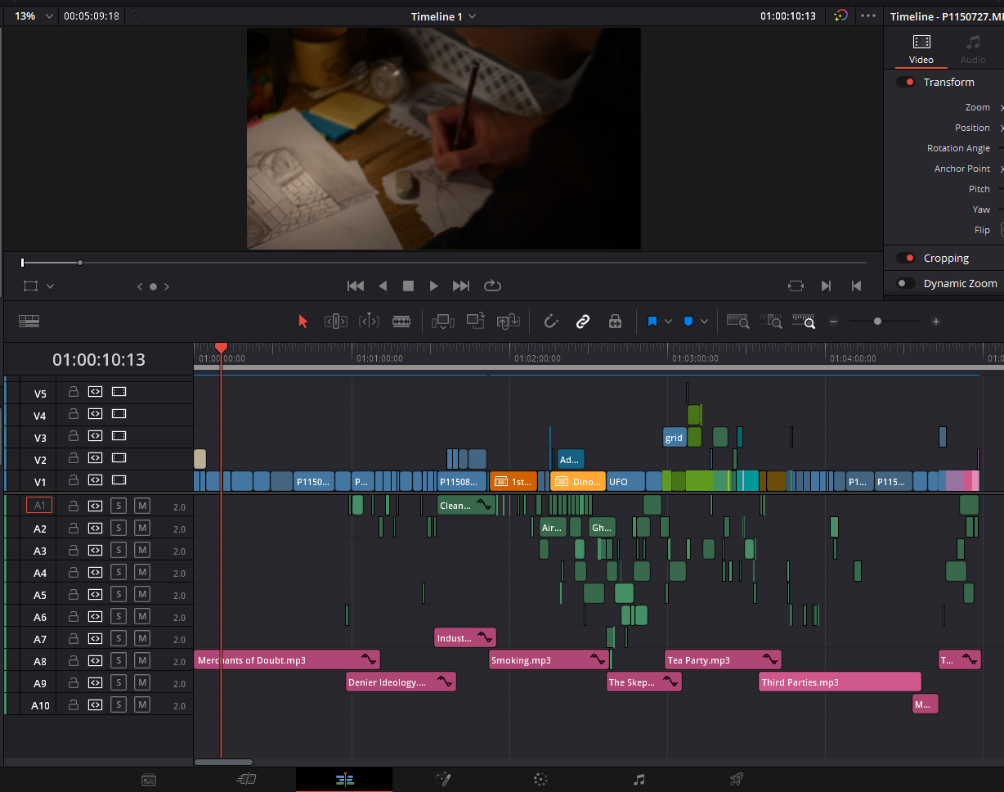 13% 00:05:09:18 Timeline 1 01:00:10:13 Timeline - P1150727.M
Video Audio
Transform
Zoom
Position
Rotation Angle
Anchor Point
Pitch
Yaw
Flip
Cropping
Dynamic Zoom
01:00:10:13
01:00:00:00 01:01:00:00 01:02:00:00 01:03:00:00 01:04:00:00
V5
V4
V3 grid
V2 Ad...
V1 P1150... P... P11508... 1st... Dino... UFO P1... P115...
A1 S M 2.0 Clean...
A2 S M 2.0 Air... Gh...
A3 S M 2.0
A4 S M 2.0
A5 S M 2.0
A6 S M 2.0
A7 S M 2.0 Indust...
A8 S M 2.0 Merchants of Doubt.mp3 Smoking.mp3 Tea Party.mp3 T...
A9 S M 2.0 Denier Ideology.... The Skep... Third Parties.mp3
A10 S M 2.0 M...